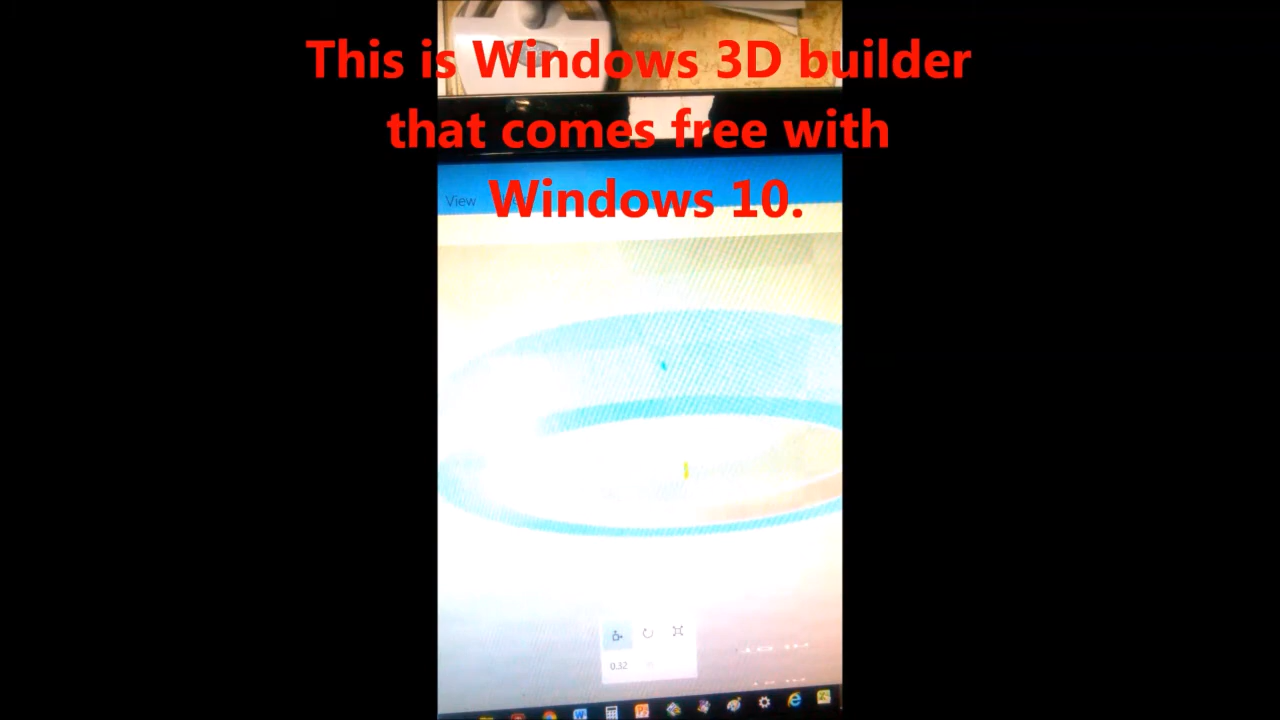 This is Windows 3D builder
that comes free with
Windows 10.
View
0.32